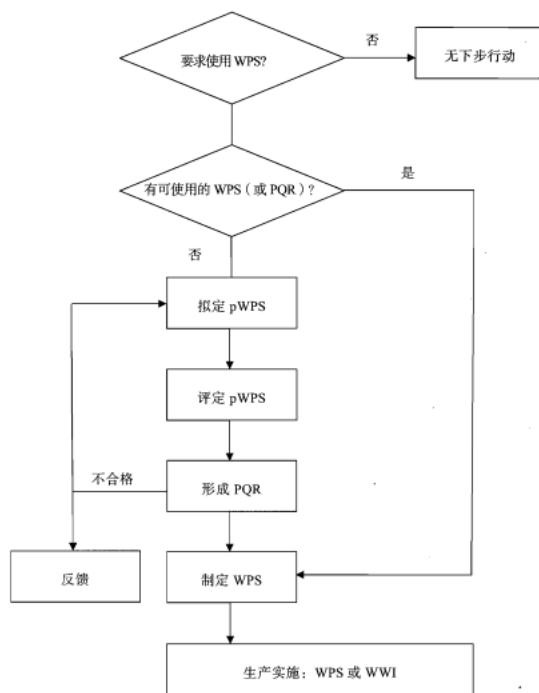 要求使用 WPS?
否
无下步行动
有可使用的 WPS（或 PQR）?
是
否
拟定 pWPS
评定 pWPS
不合格
形成 PQR
反馈
制定 WPS
生产实施：WPS 或 WWI